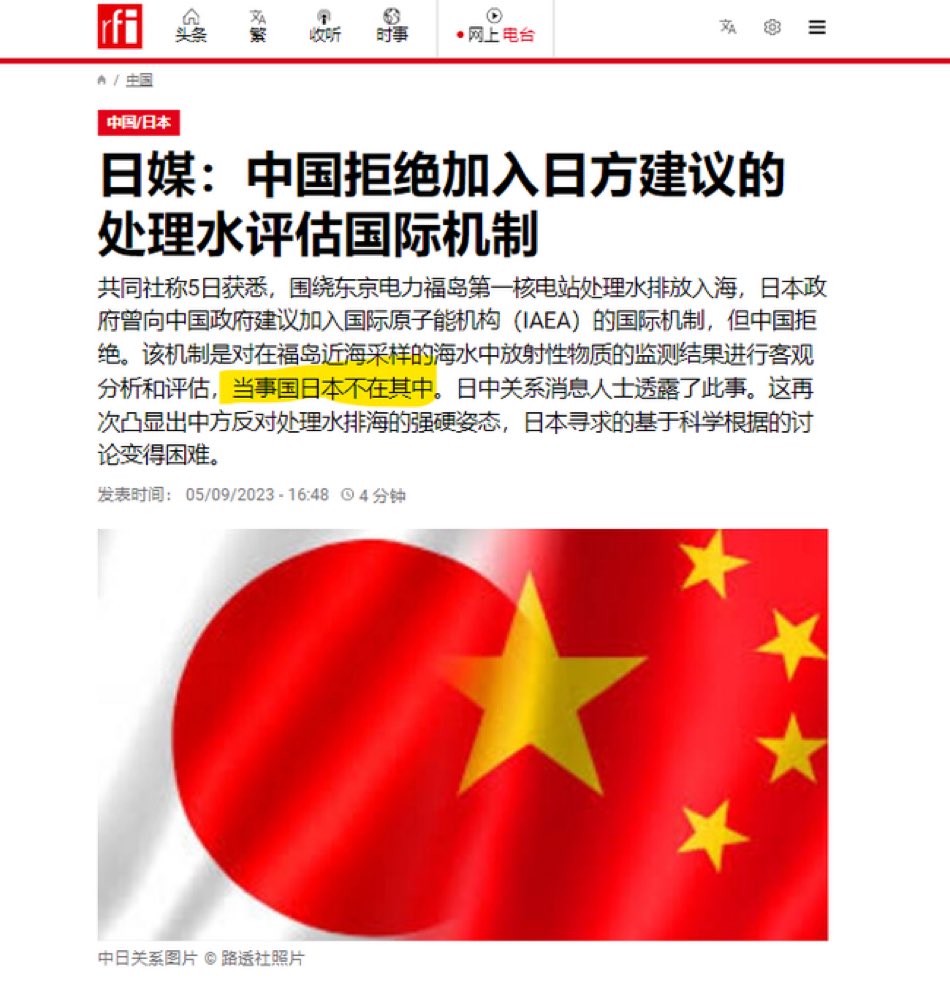 rfi
头条
繁
收听
时事
网上电台
/ 中国
中国/日本
日媒：中国拒绝加入日方建议的
处理水评估国际机制
共同社称5日获悉，围绕东京电力福岛第一核电站处理水排放入海，日本政
府曾向中国政府建议加入国际原子能机构（IAEA）的国际机制，但中国拒
绝。该机制是对在福岛近海采样的海水中放射性物质的监测结果进行客观
分析和评估，当事国日本不在其中。日中关系消息人士透露了此事。这再
次凸显出中方反对处理水排海的强硬姿态，日本寻求的基于科学根据的讨
论变得困难。
发表时间： 05/09/2023 - 16:48 4 分钟
中日关系图片 © 路透社照片